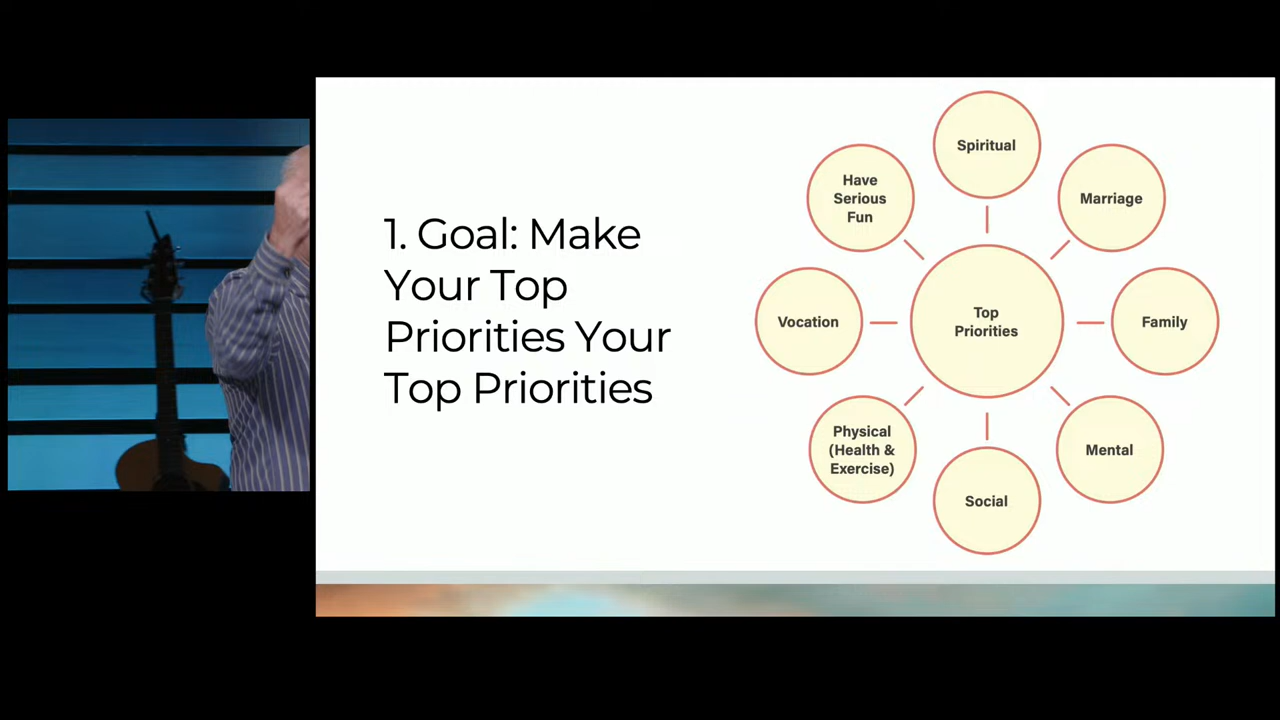 1. Goal: Make
Your Top
Priorities Your
Top Priorities
Spiritual
Have
Serious
Fun
Marriage
Vocation
Top
Priorities
Family
Physical
(Health &
Exercise)
Mental
Social